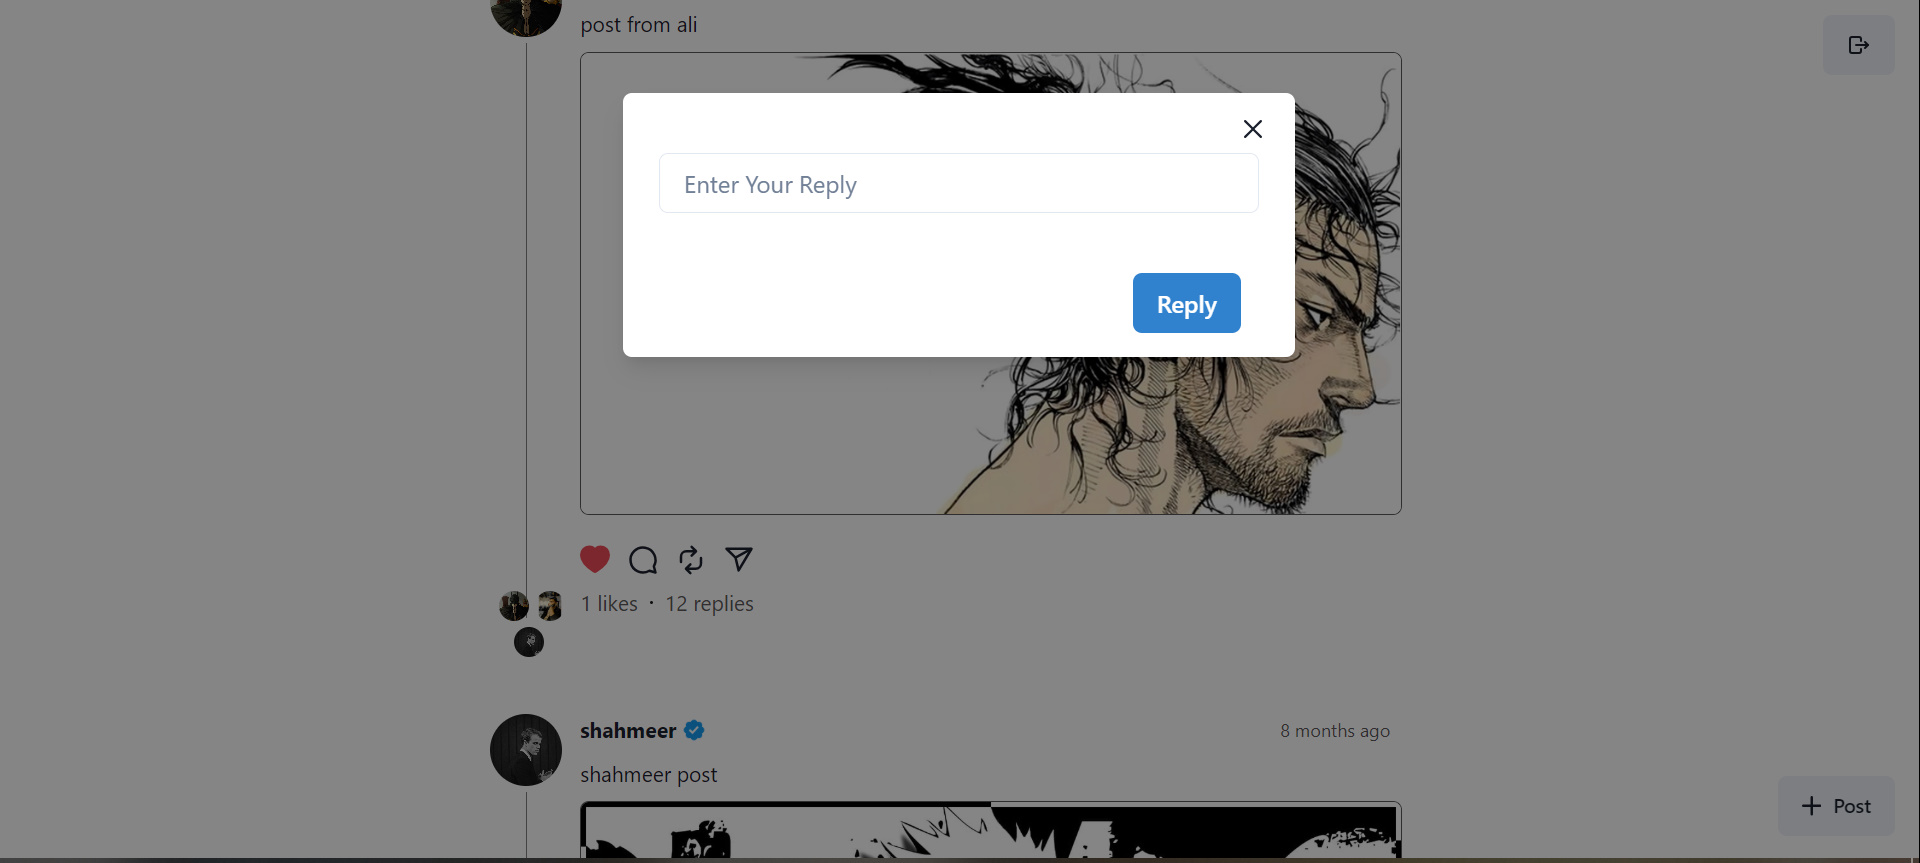 post from ali
Enter Your Reply
Reply
1 likes · 12 replies
shahmeer
8 months ago
shahmeer post
+ Post